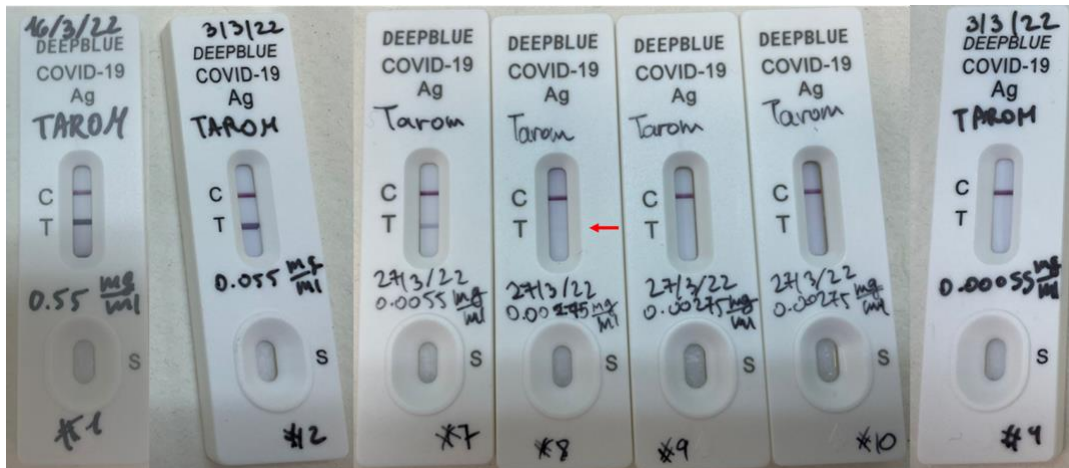 16/3/22
DEEPBLUE
COVID-19
Ag
TAROM
C
T
0.55 mg/ml
S
#1
3/3/22
DEEPBLUE
COVID-19
Ag
TAROM
C
T
0.055 mg/ml
S
#2
DEEPBLUE
COVID-19
Ag
Tarom
C
T
27/3/22
0.0055 mg/ml
S
#7
DEEPBLUE
COVID-19
Ag
Tarom
C
T
27/3/22
0.00275 mg/ml
S
#8
DEEPBLUE
COVID-19
Ag
Tarom
C
T
27/3/22
0.00275 mg/ml
S
#9
DEEPBLUE
COVID-19
Ag
Tarom
C
T
27/3/22
0.00275 mg/ml
S
#10
3/3/22
DEEPBLUE
COVID-19
Ag
TAROM
C
T
0.00055 mg/ml
S
#4